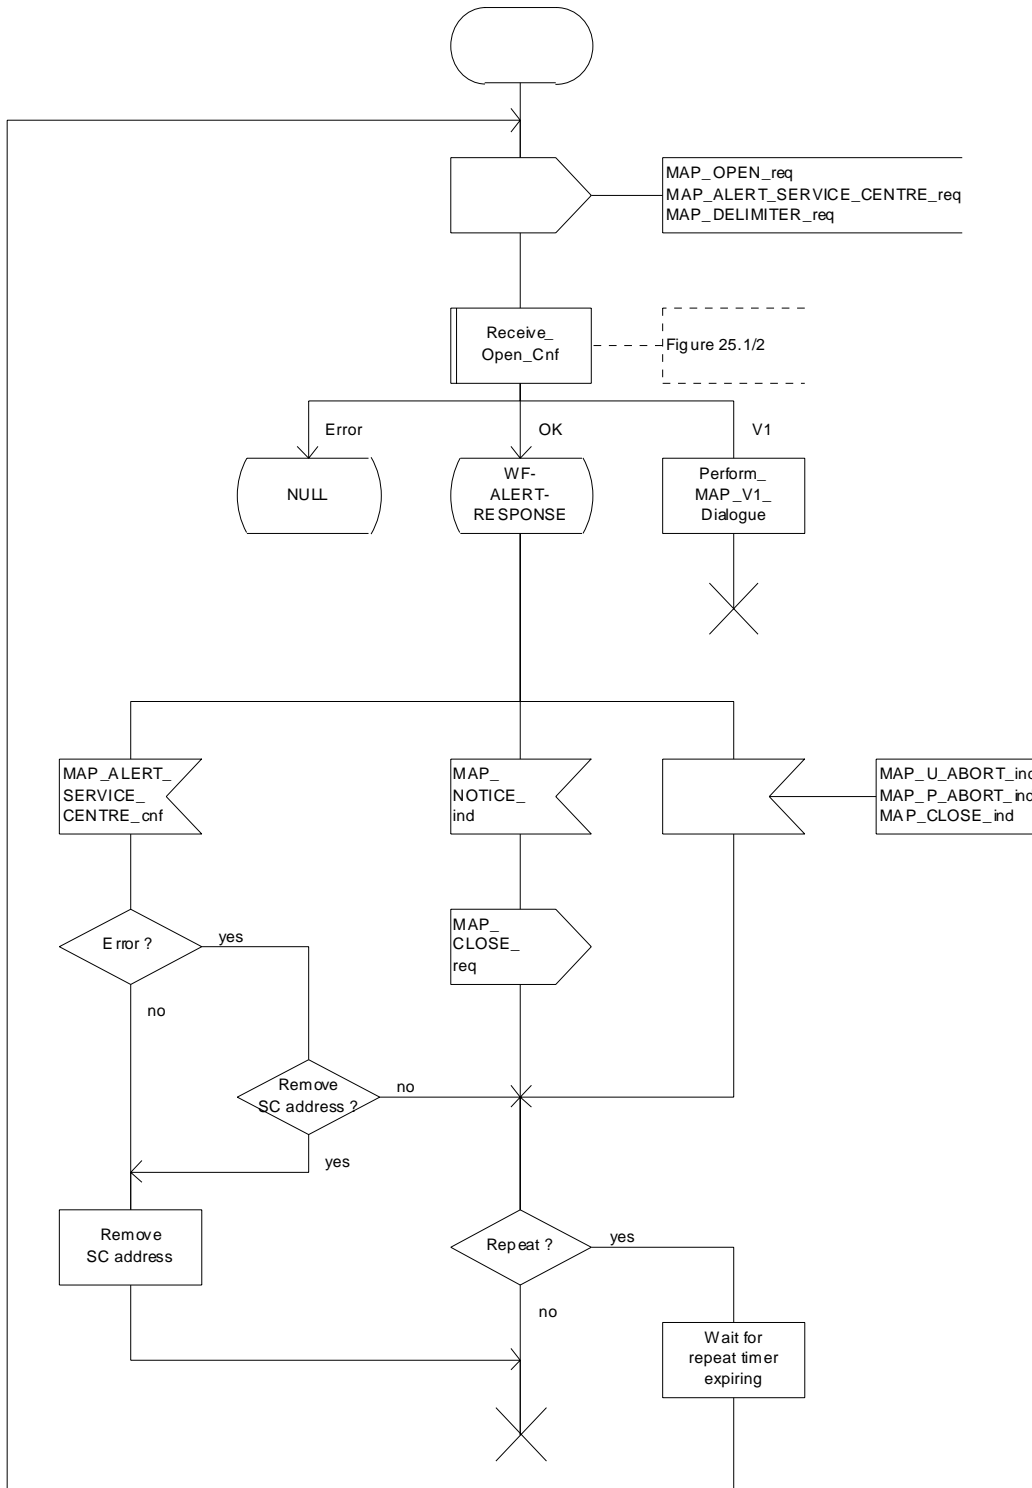 MAP_OPEN_req
MAP_ALERT_SERVICE_CENTRE_req
MAP_DELIMITER_req
Receive_
Open_Cnf
Figure 25.1/2
Error
OK
V1
NULL
WF-
ALERT-
RESPONSE
Perform_
MAP_V1_
Dialogue
MAP_ALERT_
SERVICE_
CENTRE_cnf
MAP_
NOTICE_
ind
MAP_U_ABORT_ind
MAP_P_ABORT_ind
MAP_CLOSE_ind
Error ?
yes
no
MAP_
CLOSE_
req
Remove
SC address ?
no
yes
Remove
SC address
Repeat ?
yes
no
Wait for
repeat timer
expiring